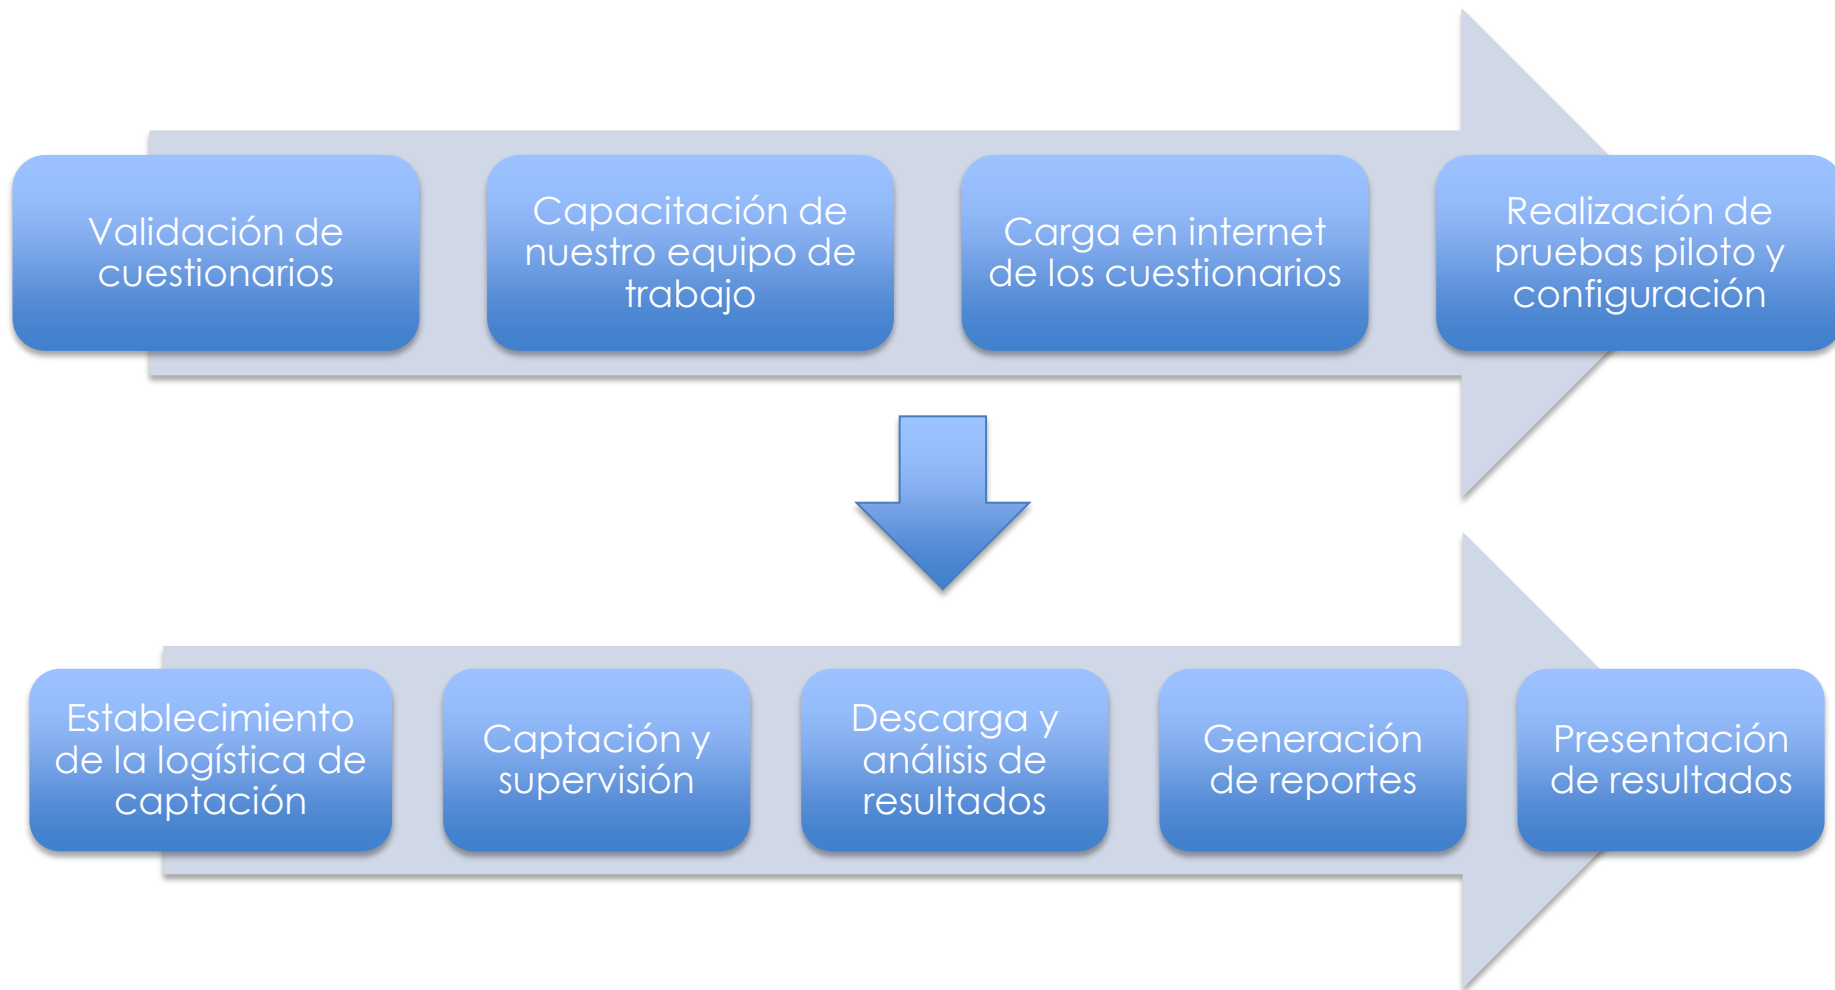 Validación de
cuestionarios
Capacitación de
nuestro equipo de
trabajo
Carga en internet
de los cuestionarios
Realización de
pruebas piloto y
configuración
Establecimiento
de la logística de
captación
Captación y
supervisión
Descarga y
análisis de
resultados
Generación
de reportes
Presentación
de resultados